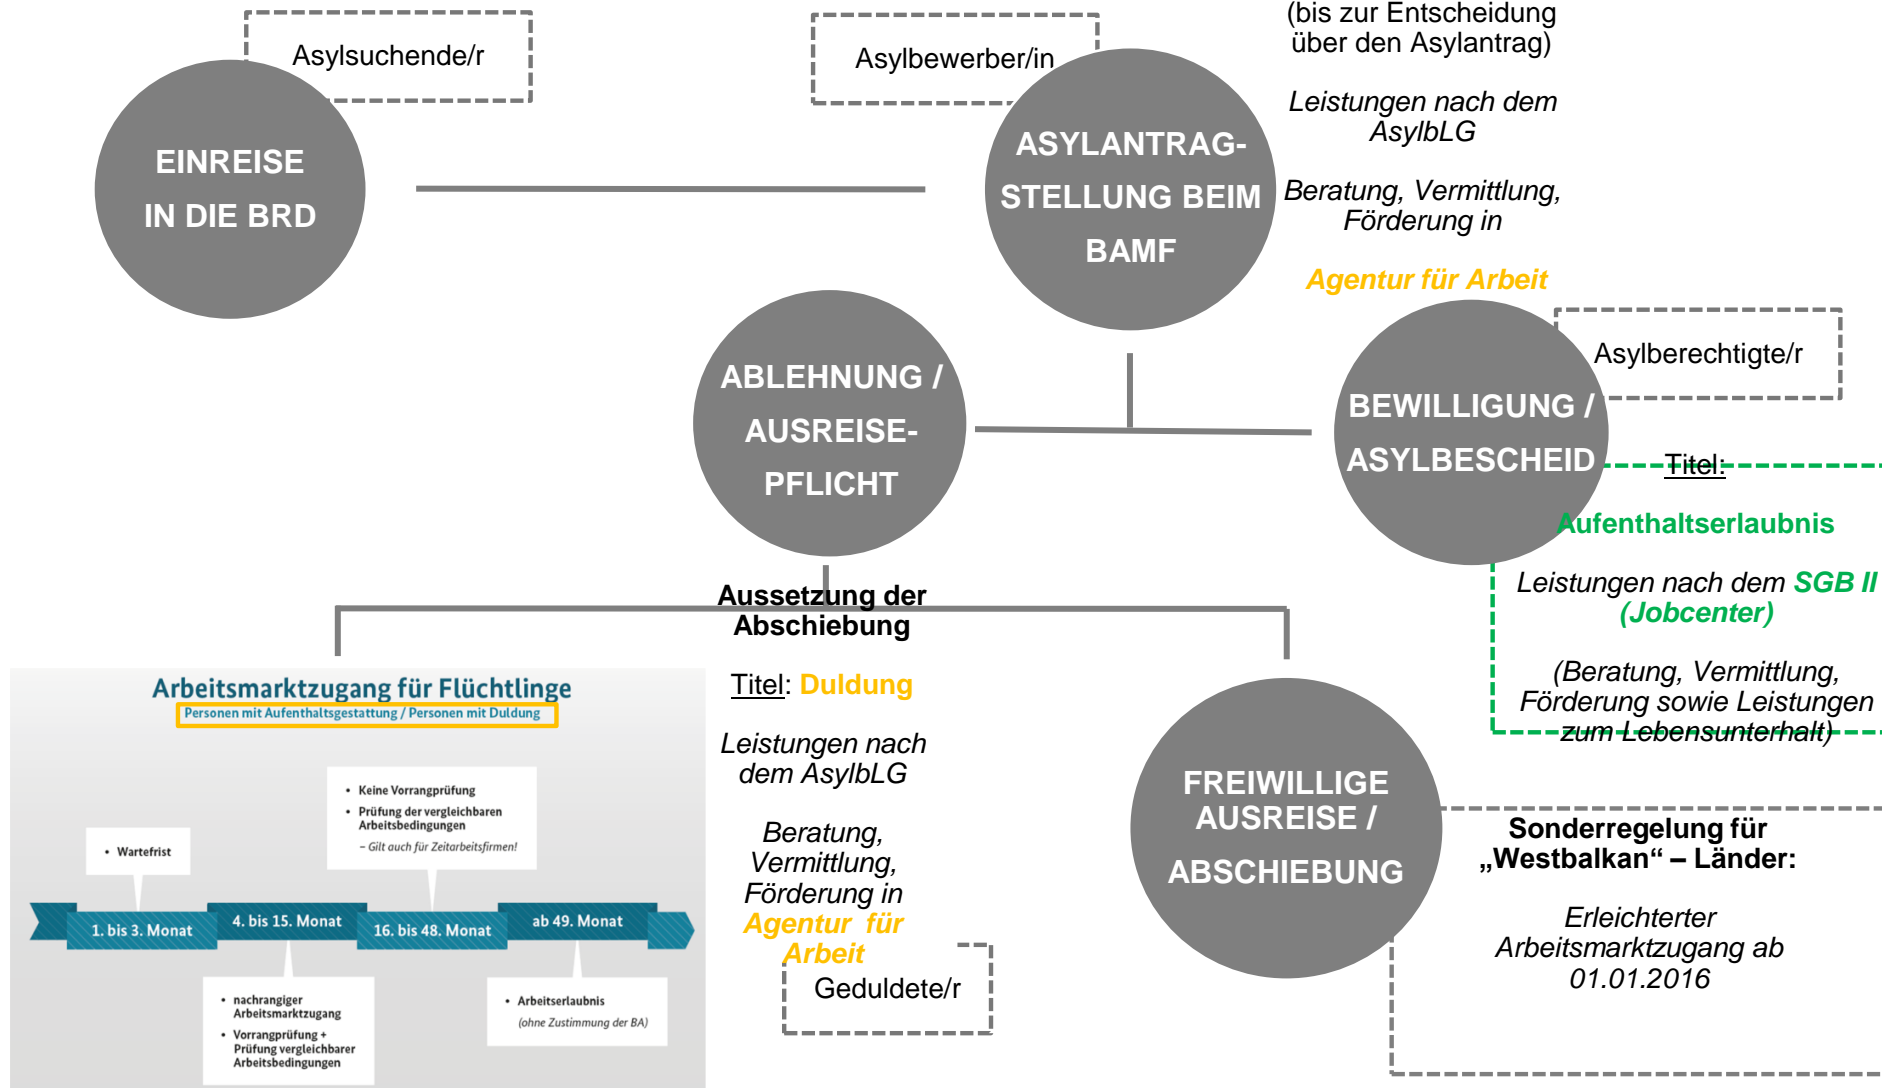 Asylsuchende/r
EINREISE
IN DIE BRD
Asylbewerber/in
ASYLANTRAG-
STELLUNG BEIM
BAMF
(bis zur Entscheidung
über den Asylantrag)
Leistungen nach dem
AsylbLG
Beratung, Vermittlung,
Förderung in
Agentur für Arbeit
ABLEHNUNG /
AUSREISE-
PFLICHT
Asylberechtigte/r
BEWILLIGUNG /
ASYLBESCHEID
Titel:
Aufenthaltserlaubnis
Leistungen nach dem SGB II
(Jobcenter)
(Beratung, Vermittlung,
Förderung sowie Leistungen
zum Lebensunterhalt)
Aussetzung der
Abschiebung
Titel: Duldung
Leistungen nach
dem AsylbLG
Beratung,
Vermittlung,
Förderung in
Agentur für
Arbeit
Geduldete/r
Arbeitsmarktzugang für Flüchtlinge
Personen mit Aufenthaltsgestattung / Personen mit Duldung
• Wartefrist
• Keine Vorrangprüfung
• Prüfung der vergleichbaren
Arbeitsbedingungen
– Gilt auch für Zeitarbeitsfirmen!
1. bis 3. Monat
4. bis 15. Monat
16. bis 48. Monat
ab 49. Monat
• nachrangiger
Arbeitsmarktzugang
• Vorrangprüfung +
Prüfung vergleichbarer
Arbeitsbedingungen
• Arbeitserlaubnis
(ohne Zustimmung der BA)
FREIWILLIGE
AUSREISE /
ABSCHIEBUNG
Sonderregelung für
„Westbalkan“ – Länder:
Erleichterter
Arbeitsmarktzugang ab
01.01.2016